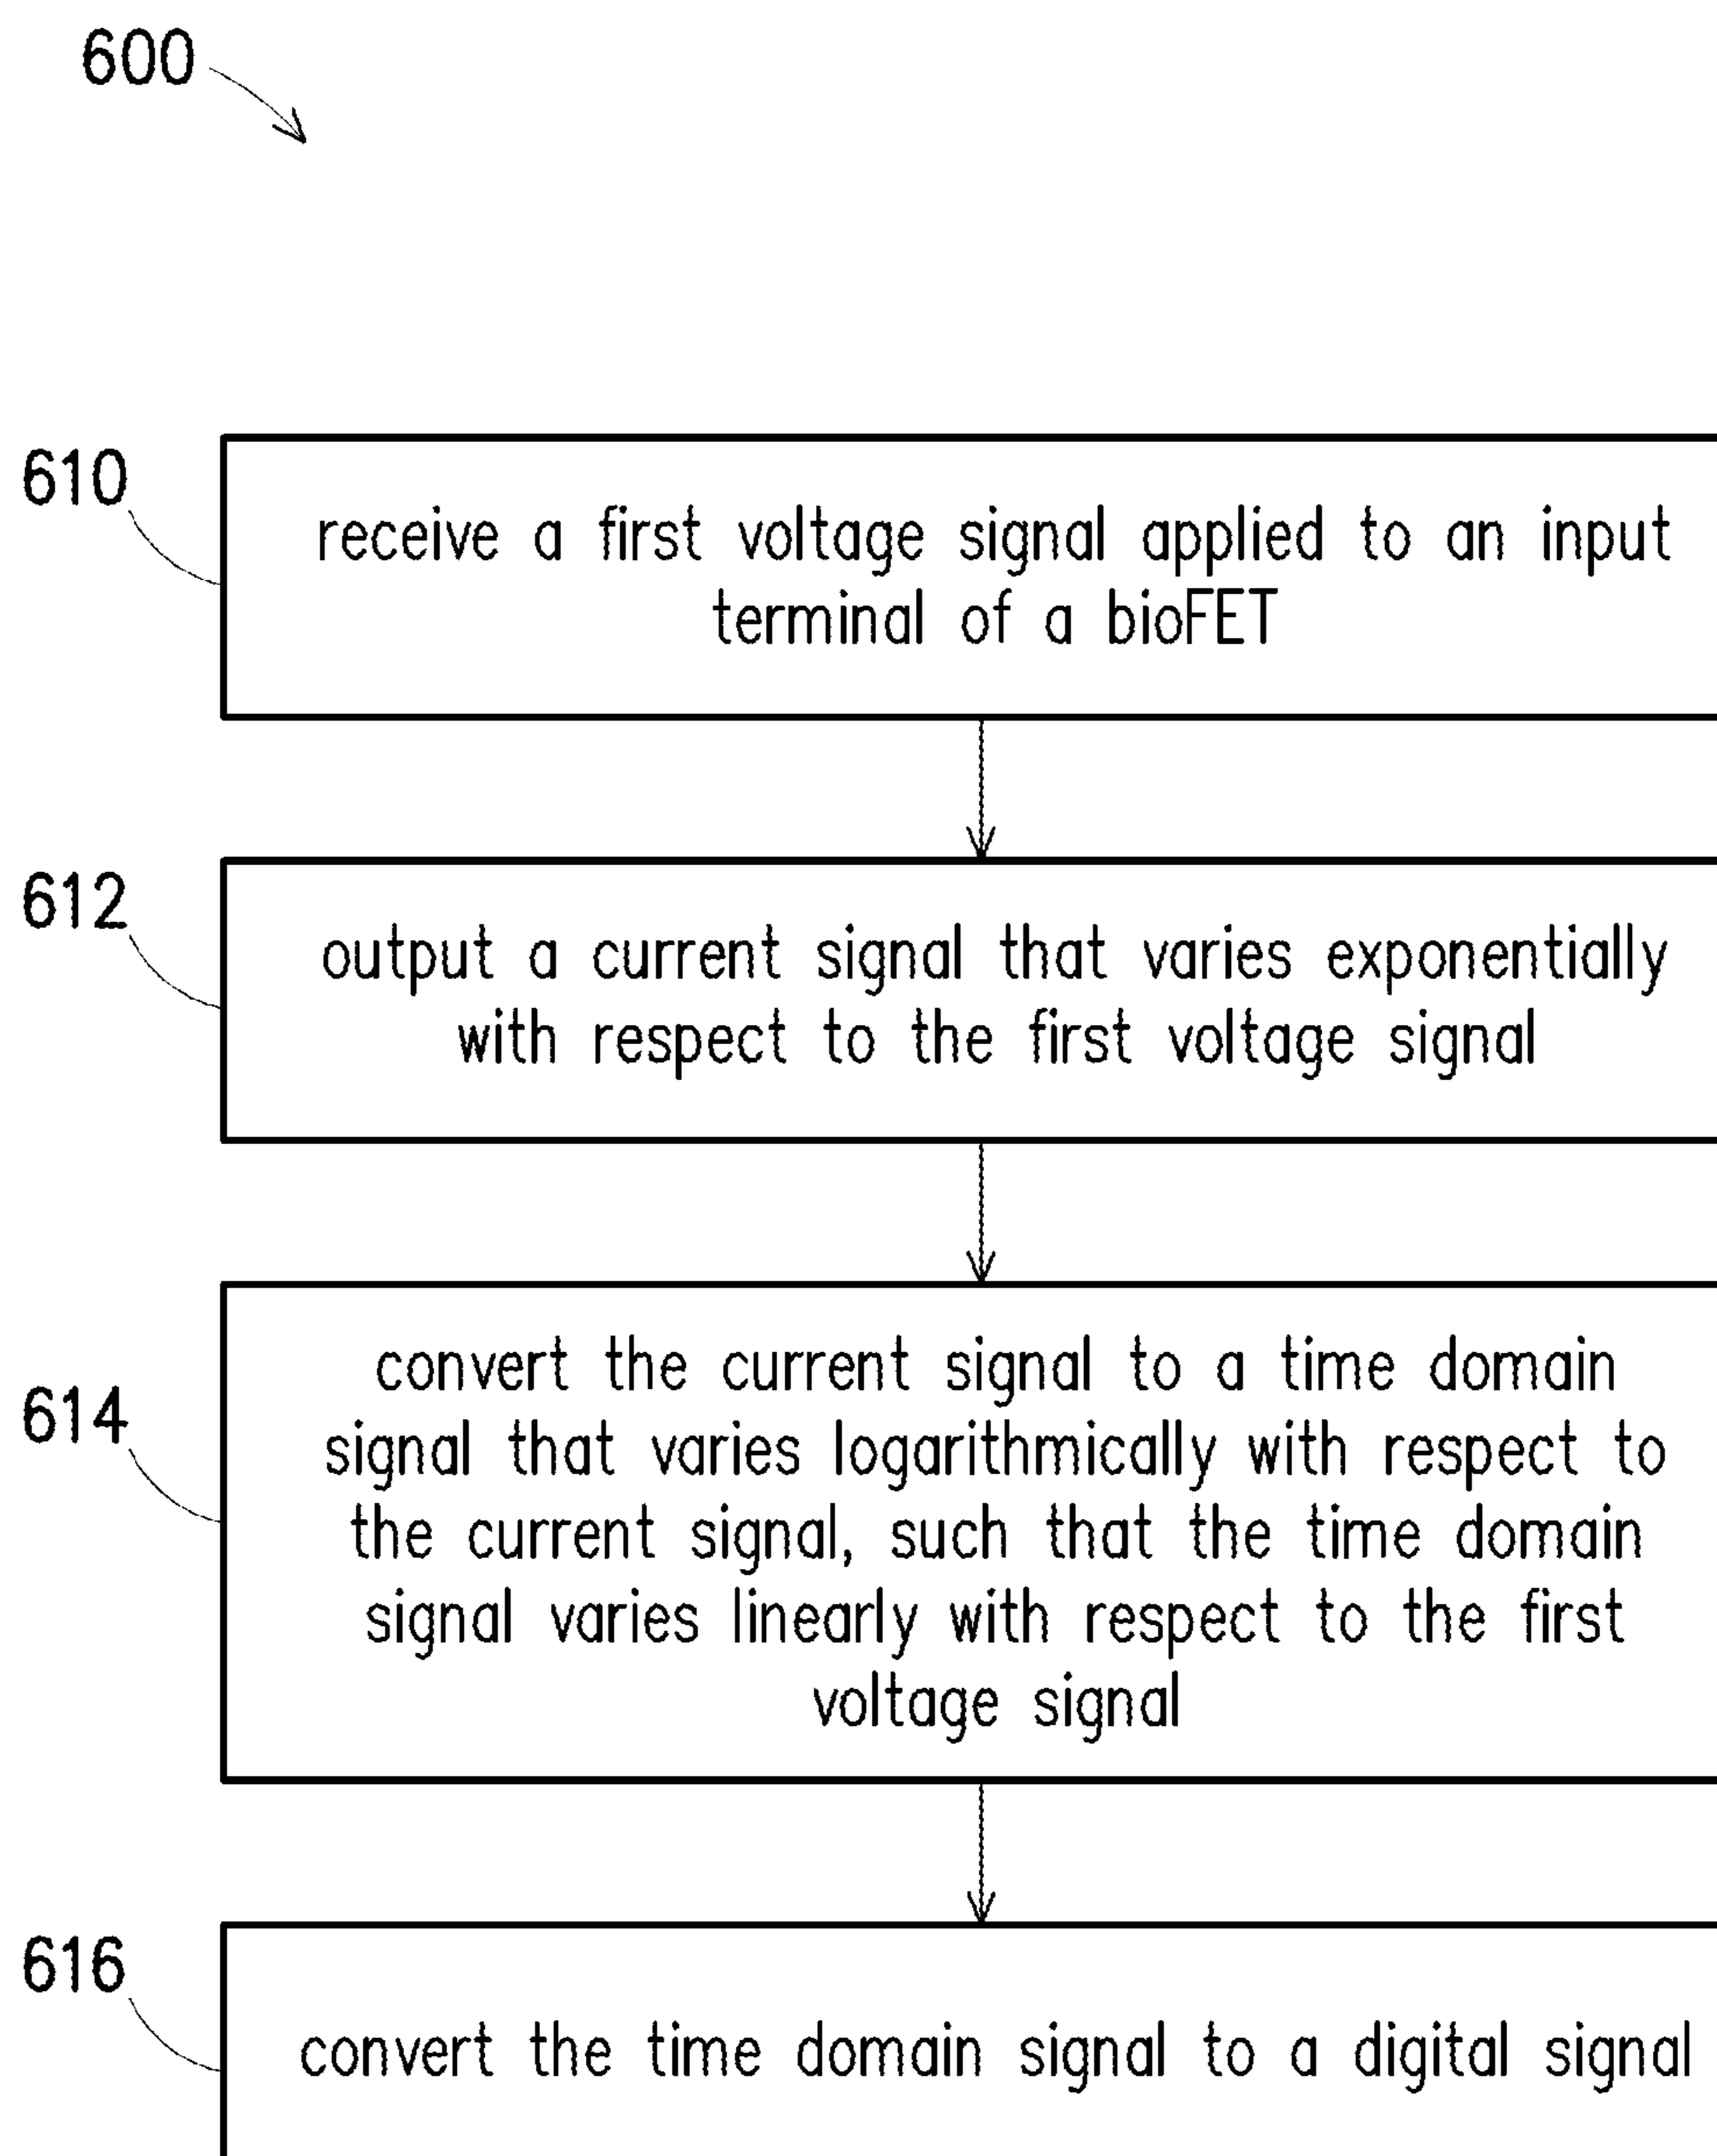 600
610
receive a first voltage signal applied to an input
terminal of a bioFET
612
output a current signal that varies exponentially
with respect to the first voltage signal
614
convert the current signal to a time domain
signal that varies logarithmically with respect to
the current signal, such that the time domain
signal varies linearly with respect to the first
voltage signal
616
convert the time domain signal to a digital signal